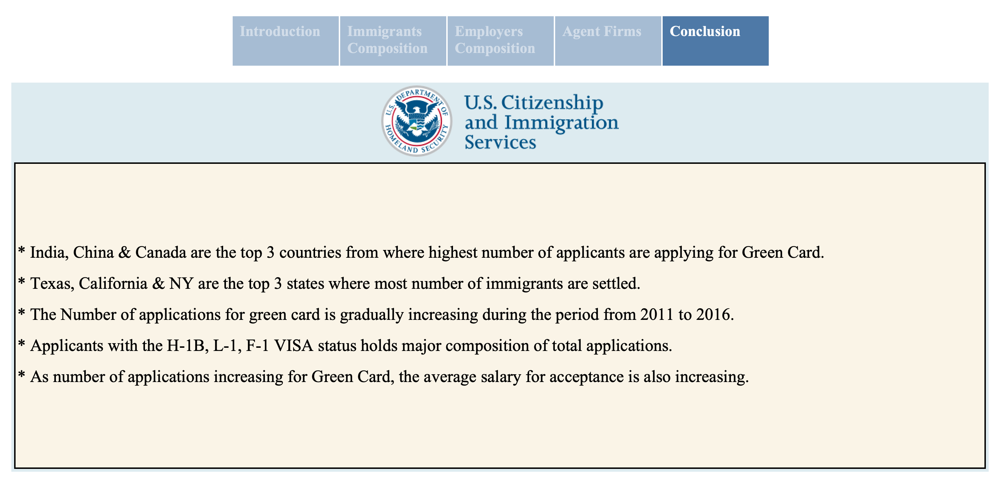 Introduction
Immigrants
Composition
Employers
Composition
Agent Firms
Conclusion
U.S. DEPARTMENT OF
HOMELAND SECURITY
U.S. Citizenship
and Immigration
Services
* India, China & Canada are the top 3 countries from where highest number of applicants are applying for Green Card.
* Texas, California & NY are the top 3 states where most number of immigrants are settled.
* The Number of applications for green card is gradually increasing during the period from 2011 to 2016.
* Applicants with the H-1B, L-1, F-1 VISA status holds major composition of total applications.
* As number of applications increasing for Green Card, the average salary for acceptance is also increasing.